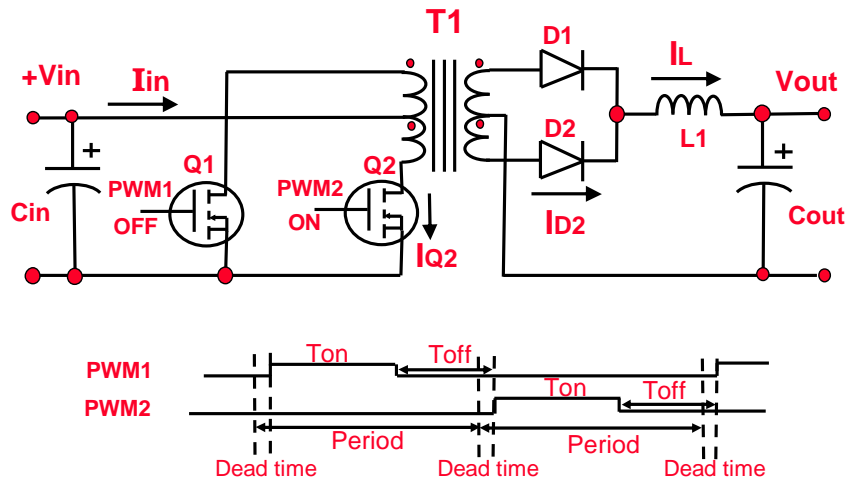 T1
D1
IL
+Vin
Iin
Vout
D2
L1
+
+
Q1
Q2
PWM1
PWM2
Cin
OFF
ON
ID2
Cout
IQ2
PWM1
Ton
Toff
PWM2
Ton
Toff
Period
Period
Dead time
Dead time
Dead time